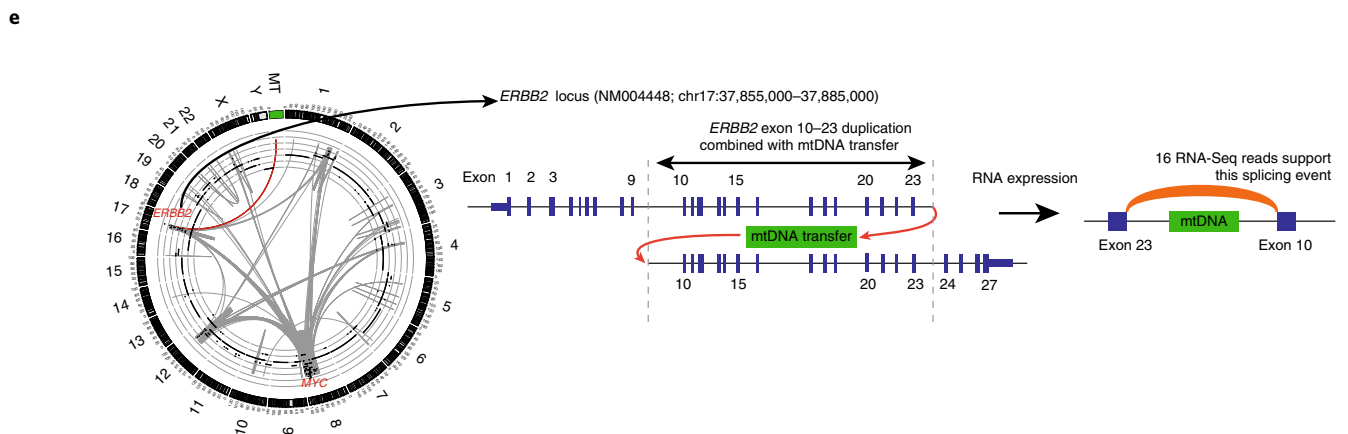 e
MT
1
2
3
4
5
6
7
8
9
10
11
12
13
14
15
16
17
18
19
20
21
22
X
Y
ERBB2
MYC
ERBB2 locus (NM004448; chr17:37,855,000–37,885,000)
ERBB2 exon 10–23 duplication
combined with mtDNA transfer
Exon 1 2 3 9 10 15 20 23
mtDNA transfer
10 15 20 23 24 27
RNA expression
16 RNA-Seq reads support
this splicing event
mtDNA
Exon 23 Exon 10